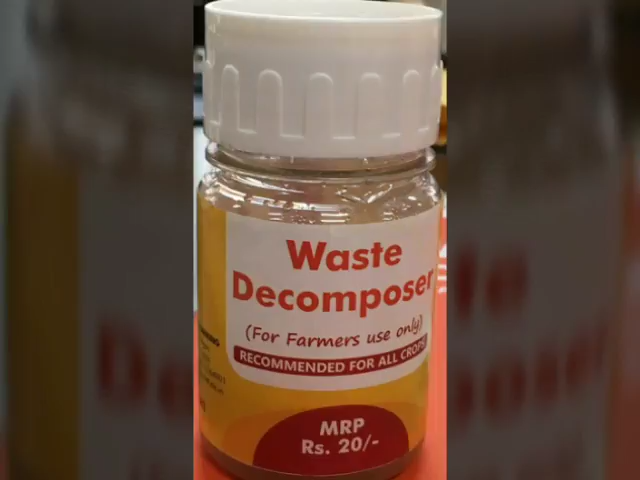 Waste
Decomposer
(For Farmers use only)
RECOMMENDED FOR ALL CROPS
MRP
Rs. 20/-